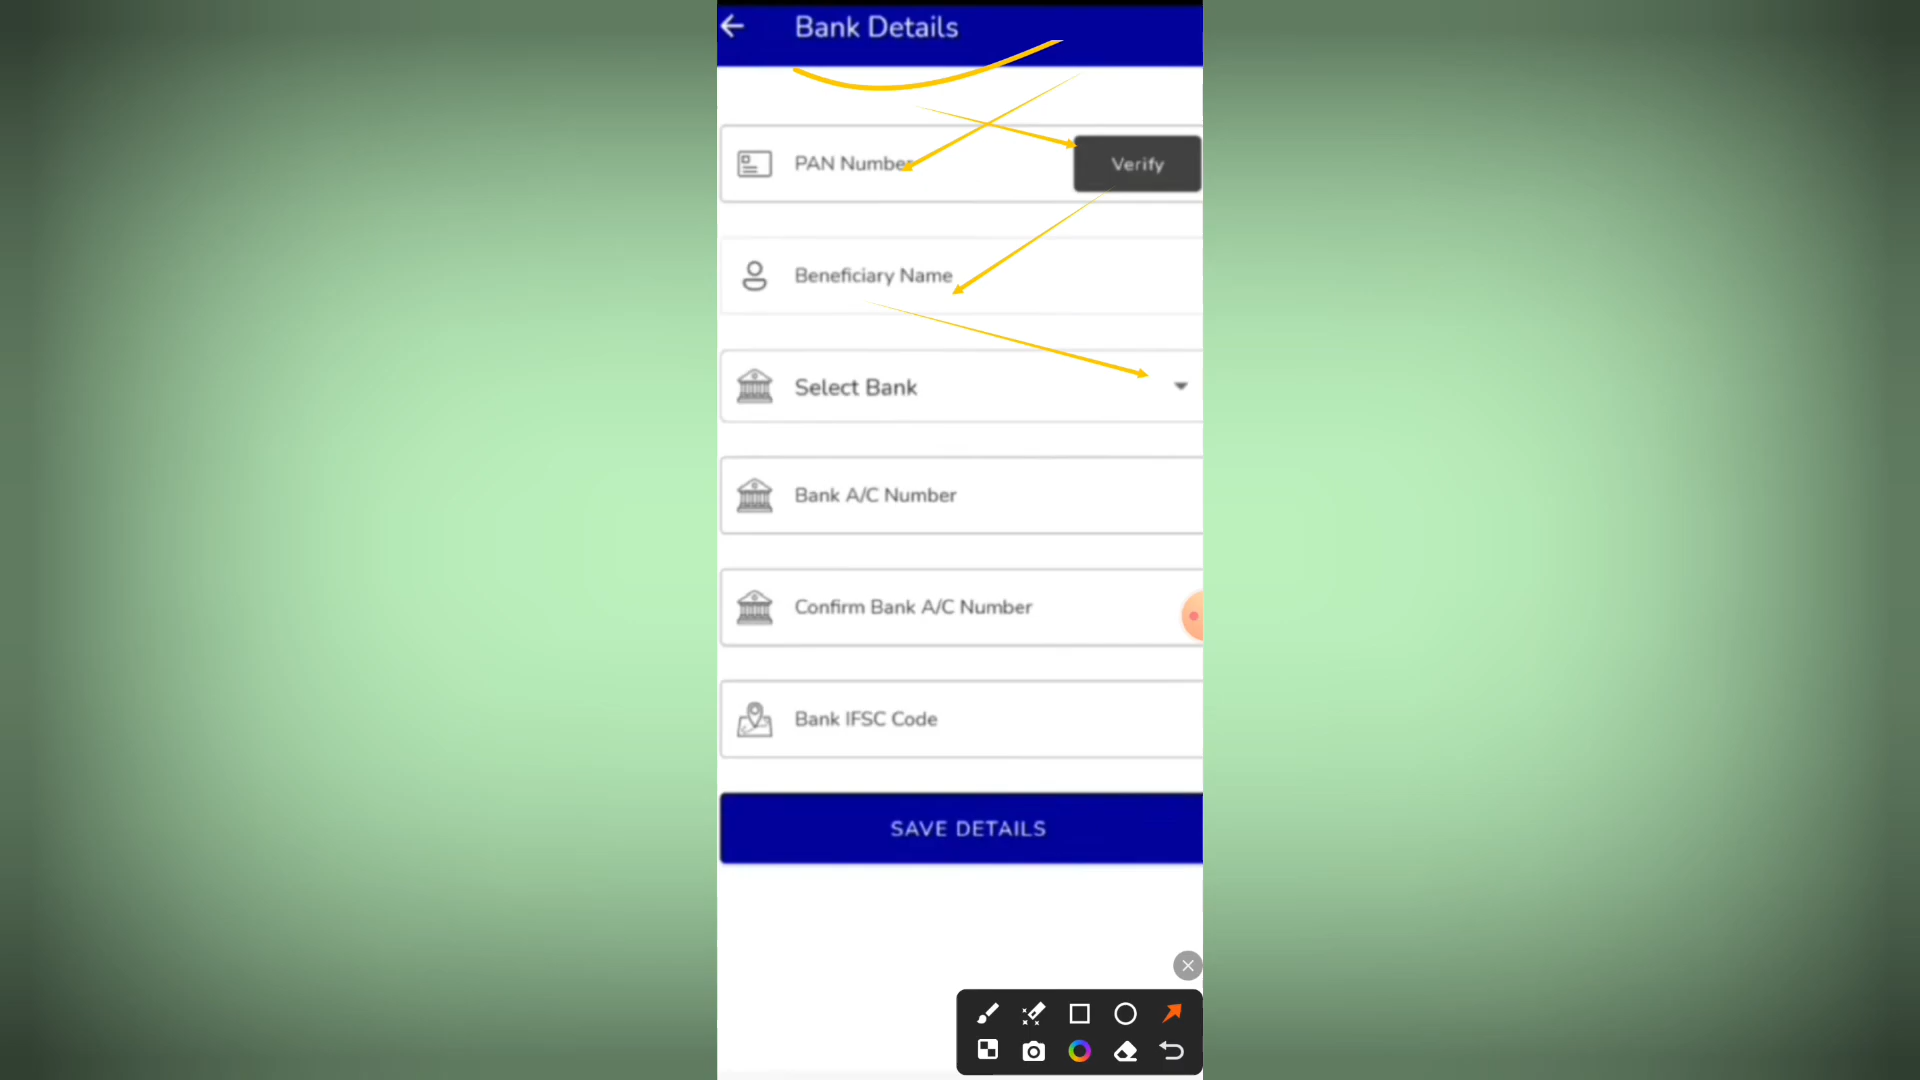 Bank Details
PAN Number
Verify
Beneficiary Name
Select Bank
Bank A/C Number
Confirm Bank A/C Number
Bank IFSC Code
SAVE DETAILS